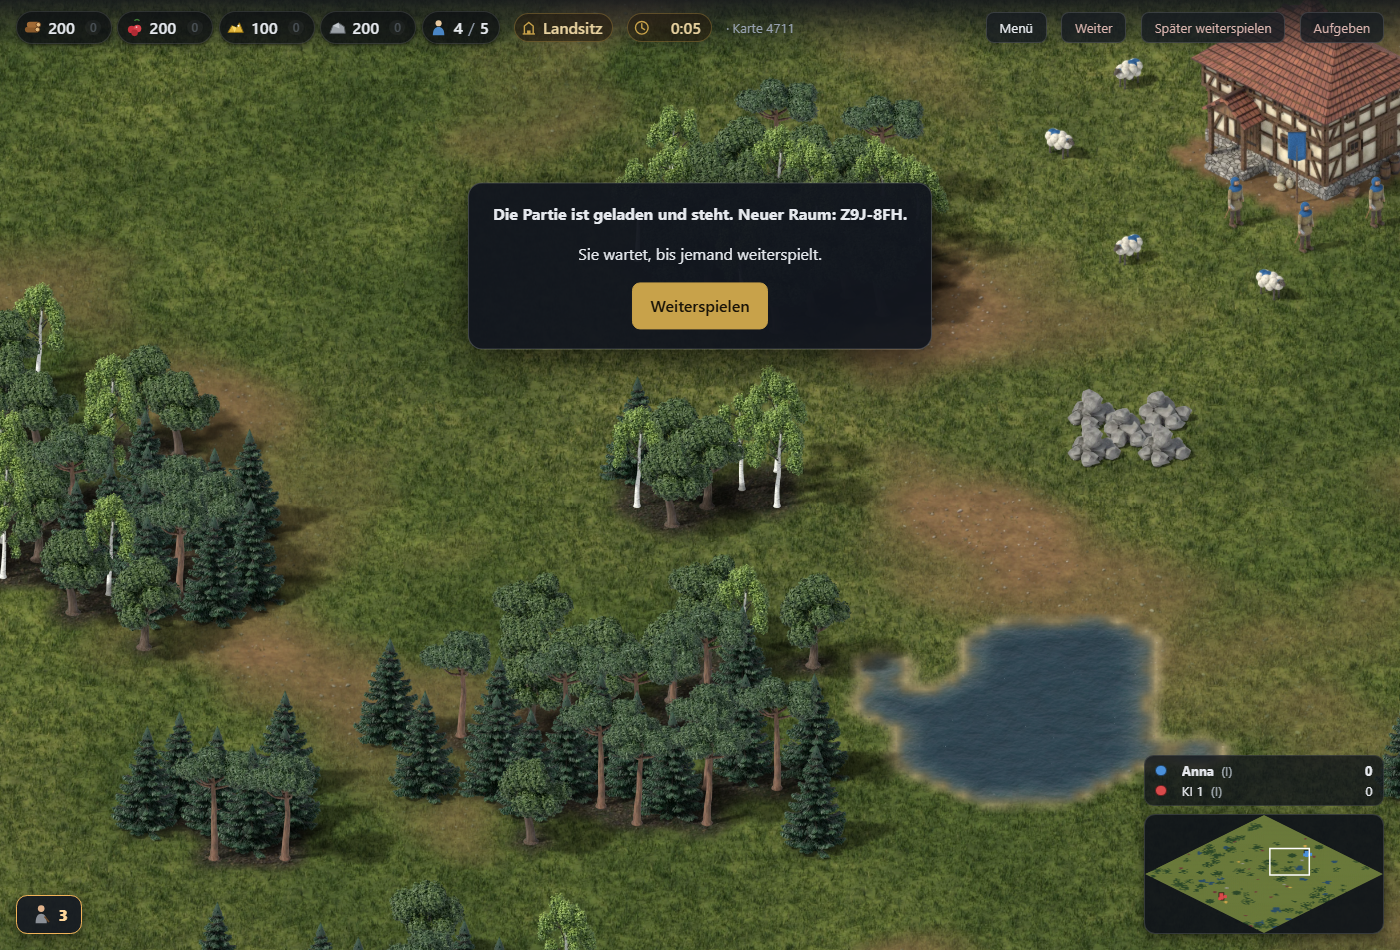 200 0
200 0
100 0
200 0
4 / 5
Landsitz
0:05
· Karte 4711
Menü
Weiter
Später weiterspielen
Aufgeben
Die Partie ist geladen und steht. Neuer Raum: Z9J-8FH.
Sie wartet, bis jemand weiterspielt.
Weiterspielen
Anna (I) 0
KI 1 (I) 0
3